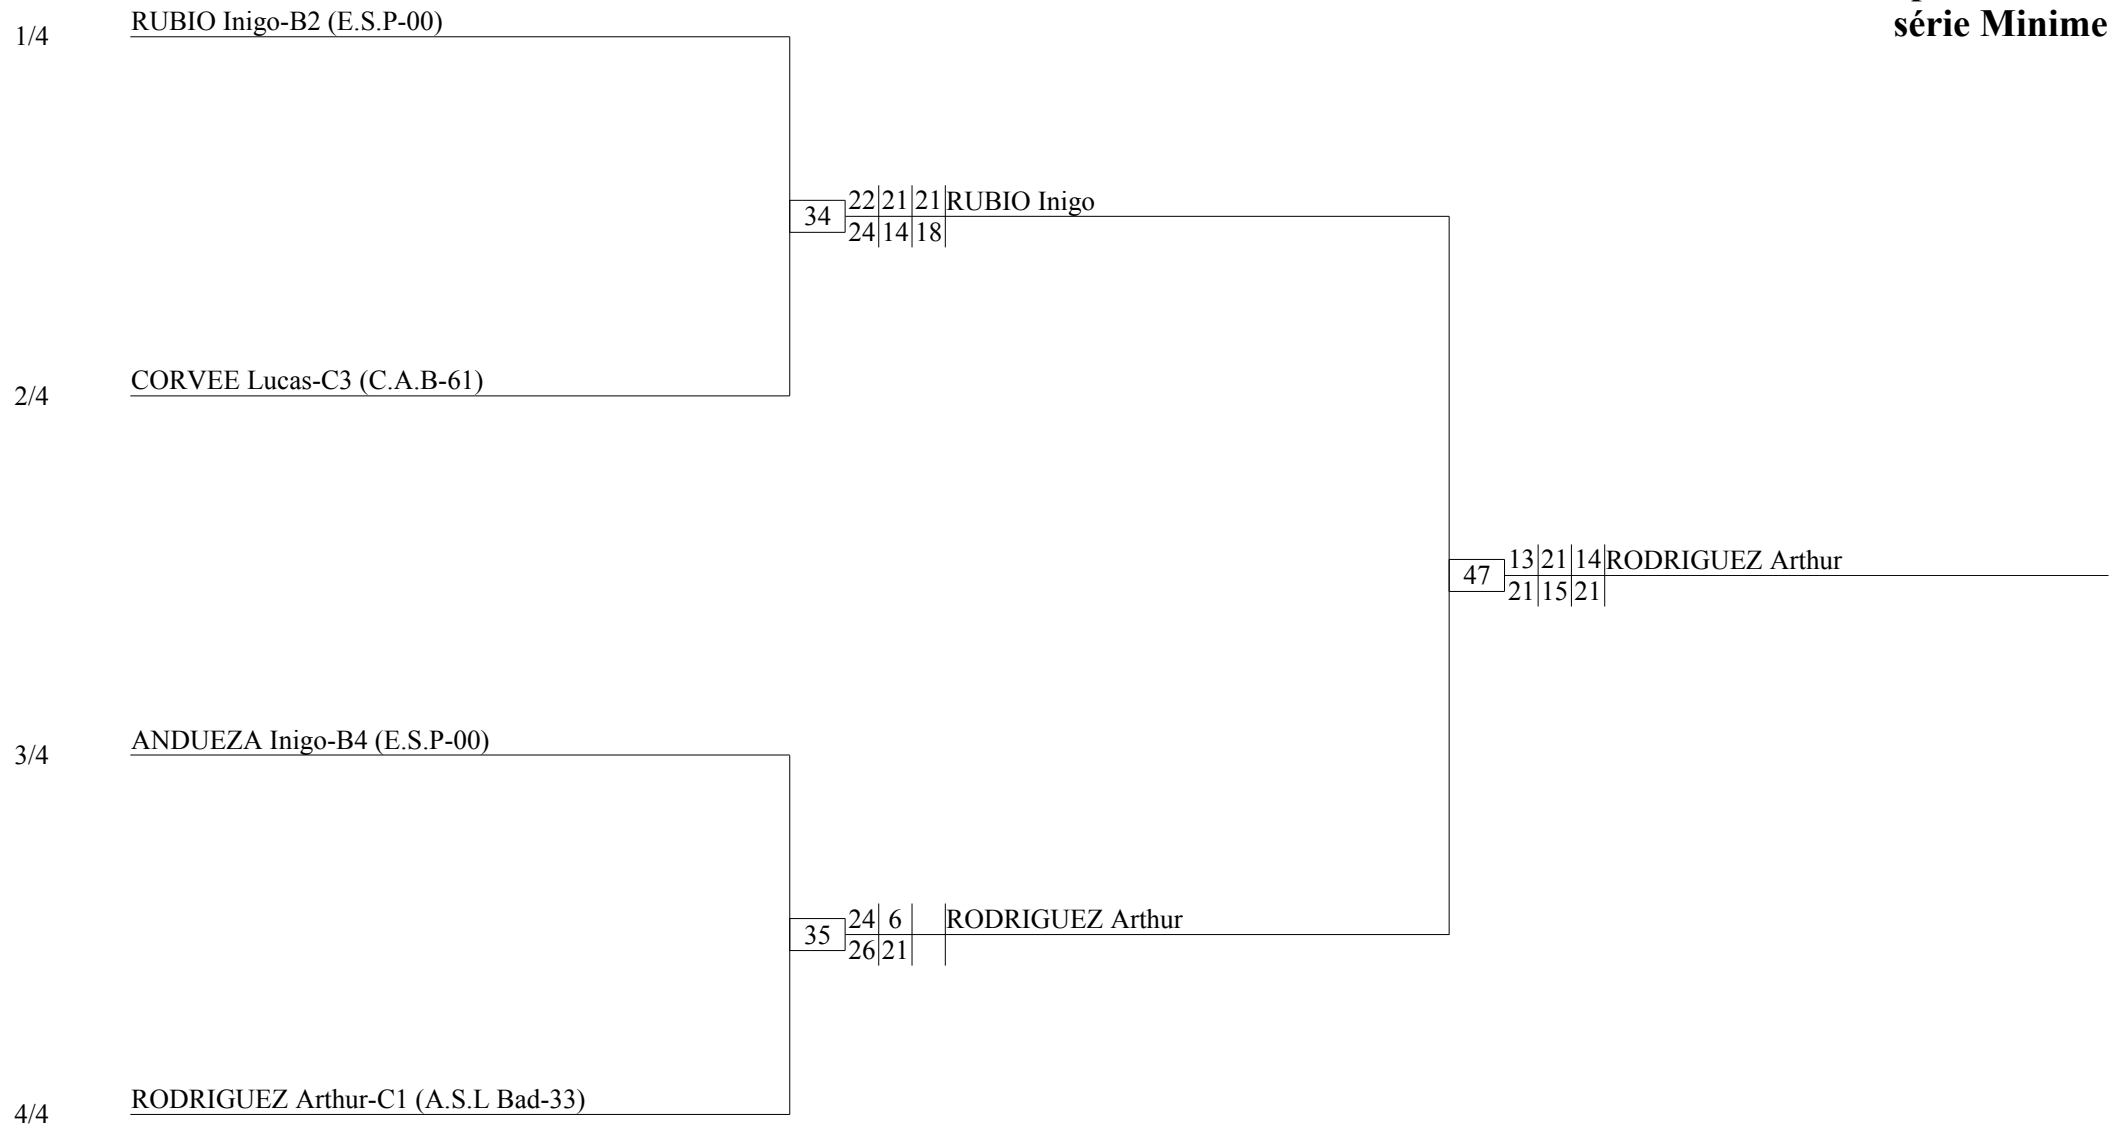 série Minime
1/4 RUBIO Inigo-B2 (E.S.P-00)
34 22 21 21 RUBIO Inigo
24 14 18
2/4 CORVEE Lucas-C3 (C.A.B-61)
47 13 21 14 RODRIGUEZ Arthur
21 15 21
3/4 ANDUEZA Inigo-B4 (E.S.P-00)
35 24 6 RODRIGUEZ Arthur
26 21
4/4 RODRIGUEZ Arthur-C1 (A.S.L Bad-33)